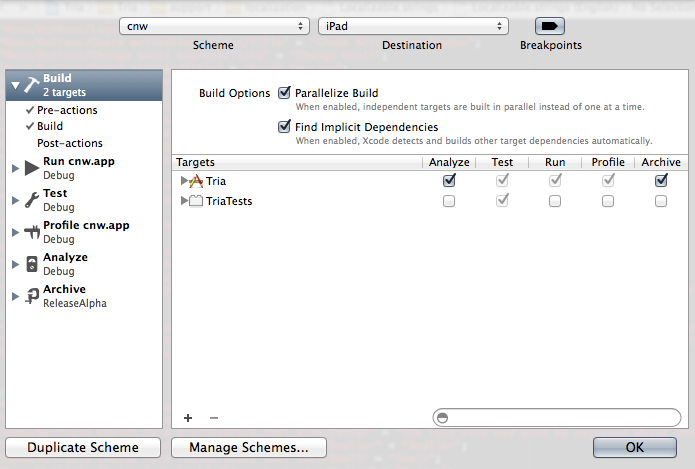 cnw
iPad
Scheme
Destination
Breakpoints
Build
2 targets
Pre-actions
Build
Post-actions
Run cnw.app
Debug
Test
Debug
Profile cnw.app
Debug
Analyze
Debug
Archive
ReleaseAlpha
Build Options
Parallelize Build
When enabled, independent targets are built in parallel instead of one at a time.
Find Implicit Dependencies
When enabled, Xcode detects and builds other target dependencies automatically.
Targets Analyze Test Run Profile Archive
Tria
TriaTests
+ −
Duplicate Scheme
Manage Schemes...
OK